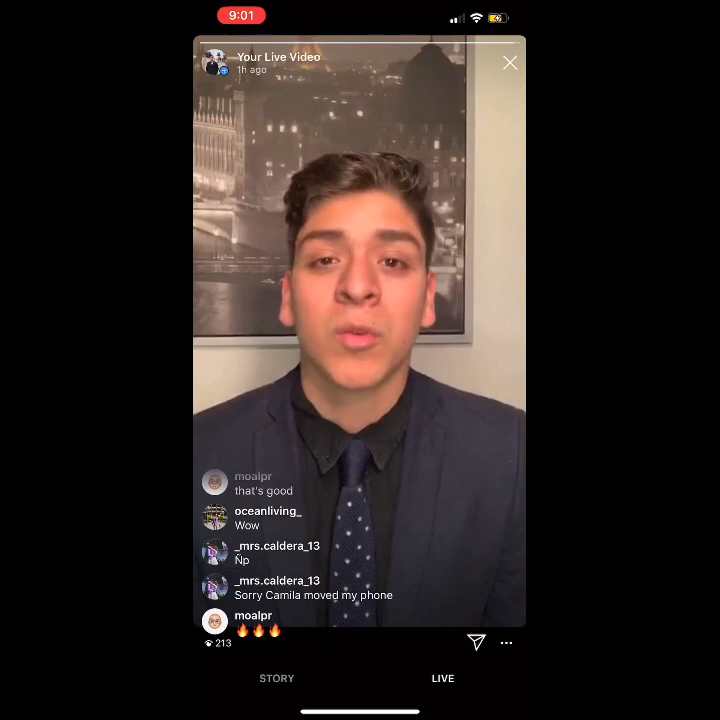 9:01
Your Live Video
1h ago
moalpr
that's good
oceanliving_
Wow
_mrs.caldera_13
Ñp
_mrs.caldera_13
Sorry Camila moved my phone
moalpr
🔥🔥🔥
213
STORY
LIVE